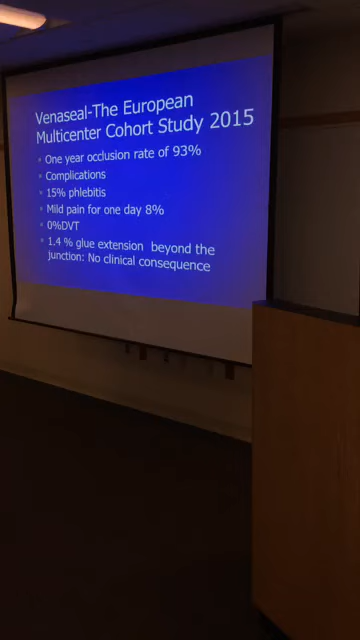 Venaseal-The European
Multicenter Cohort Study 2015
One year occlusion rate of 93%
Complications
15% phlebitis
Mild pain for one day 8%
0%DVT
1.4 % glue extension beyond the
junction: No clinical consequence